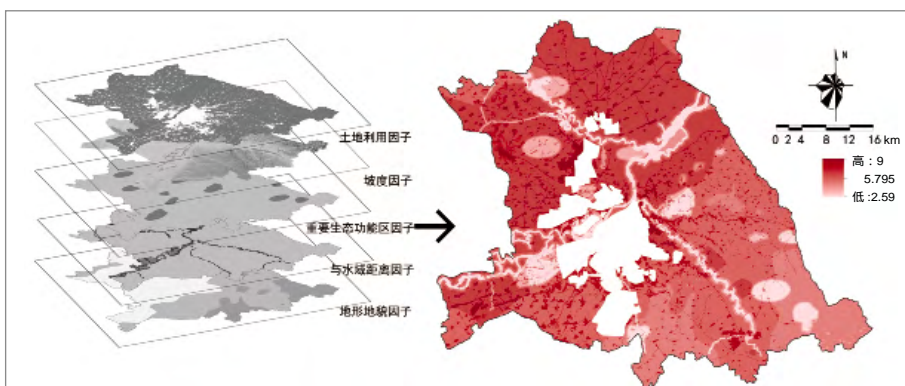 土地利用因子
坡度因子
重要生态功能区因子
与水域距离因子
地形地貌因子
N
0 2 4 8 12 16 km
高：9
5.795
低：2.59